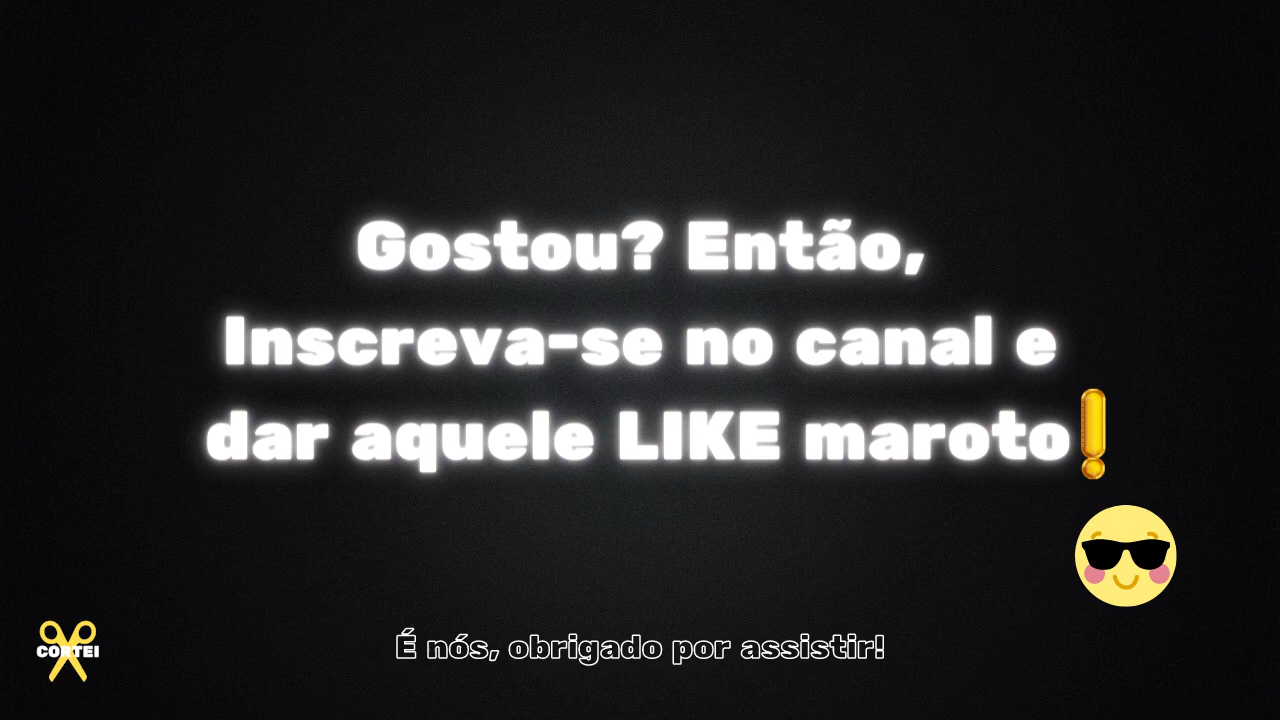 Gostou? Então,
Inscreva-se no canal e
dar aquele LIKE maroto!
É nós, obrigado por assistir!
CORTEI